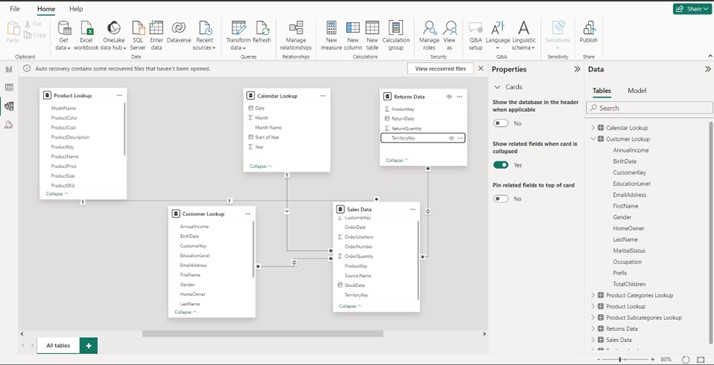 File Home Help
Share
Paste
Cut
Copy
Get data
Excel workbook
OneLake data hub
SQL Server
Enter data
Dataverse
Recent sources
Transform data
Refresh
Manage relationships
New measure
New column
New table
Calculation group
Manage roles
View as
Q&A setup
Language
Linguistic schema
Sensitivity
Publish
Clipboard
Data
Queries
Relationships
Calculations
Security
Q&A
Sensitivity
Share
Auto recovery contains some recovered files that haven't been opened.
View recovered files
Product Lookup
ModelName
ProductColor
ProductCost
ProductDescription
ProductKey
ProductName
ProductPrice
ProductSize
ProductSKU
Collapse
Calendar Lookup
Date
Month
Month Name
Start of Year
Year
Collapse
Returns Data
ProductKey
ReturnDate
ReturnQuantity
TerritoryKey
Collapse
Customer Lookup
AnnualIncome
BirthDate
CustomerKey
EducationLevel
EmailAddress
FirstName
Gender
HomeOwner
LastName
Collapse
Sales Data
CustomerKey
OrderDate
OrderLineItem
OrderNumber
OrderQuantity
ProductKey
Source.Name
StockDate
TerritoryKey
Collapse
Properties
Cards
Show the database in the header when applicable
No
Show related fields when card is collapsed
Yes
Pin related fields to top of card
No
Data
Tables Model
Search
Calendar Lookup
Customer Lookup
AnnualIncome
BirthDate
CustomerKey
EducationLevel
EmailAddress
FirstName
Gender
HomeOwner
LastName
MaritalStatus
Occupation
Prefix
TotalChildren
Product Categories Lookup
Product Lookup
Product Subcategories Lookup
Returns Data
Sales Data
All tables
80%